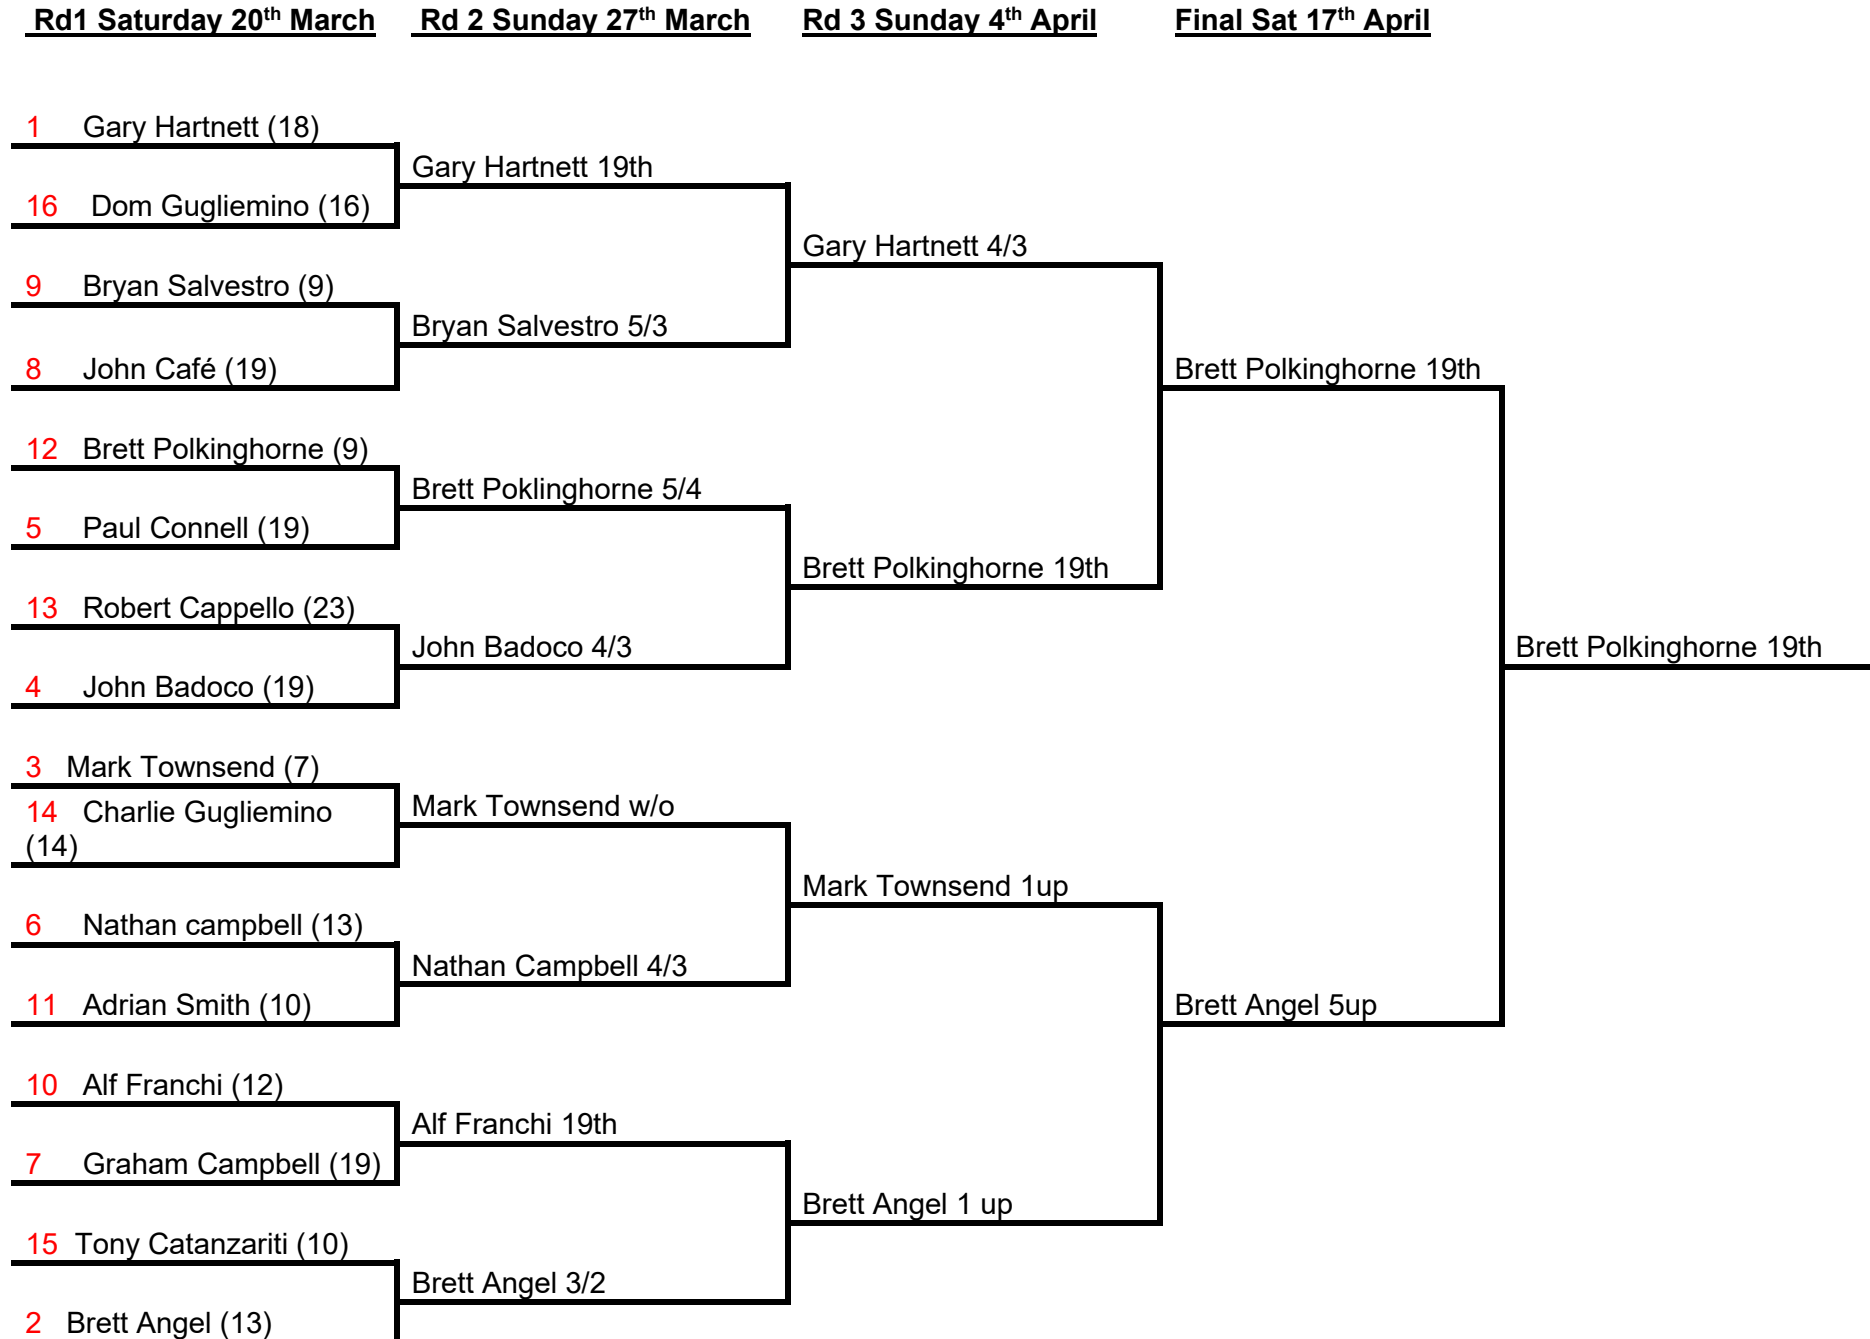 Rd1 Saturday 20th March Rd 2 Sunday 27th March Rd 3 Sunday 4th April Final Sat 17th April
1 Gary Hartnett (18)
Gary Hartnett 19th
16 Dom Gugliemino (16)
Gary Hartnett 4/3
9 Bryan Salvestro (9)
Bryan Salvestro 5/3
8 John Café (19)
Brett Polkinghorne 19th
12 Brett Polkinghorne (9)
Brett Poklinghorne 5/4
5 Paul Connell (19)
Brett Polkinghorne 19th
13 Robert Cappello (23)
John Badoco 4/3
Brett Polkinghorne 19th
4 John Badoco (19)
3 Mark Townsend (7)
Mark Townsend w/o
14 Charlie Gugliemino
(14)
Mark Townsend 1up
6 Nathan campbell (13)
Nathan Campbell 4/3
11 Adrian Smith (10)
Brett Angel 5up
10 Alf Franchi (12)
Alf Franchi 19th
7 Graham Campbell (19)
Brett Angel 1 up
15 Tony Catanzariti (10)
Brett Angel 3/2
2 Brett Angel (13)